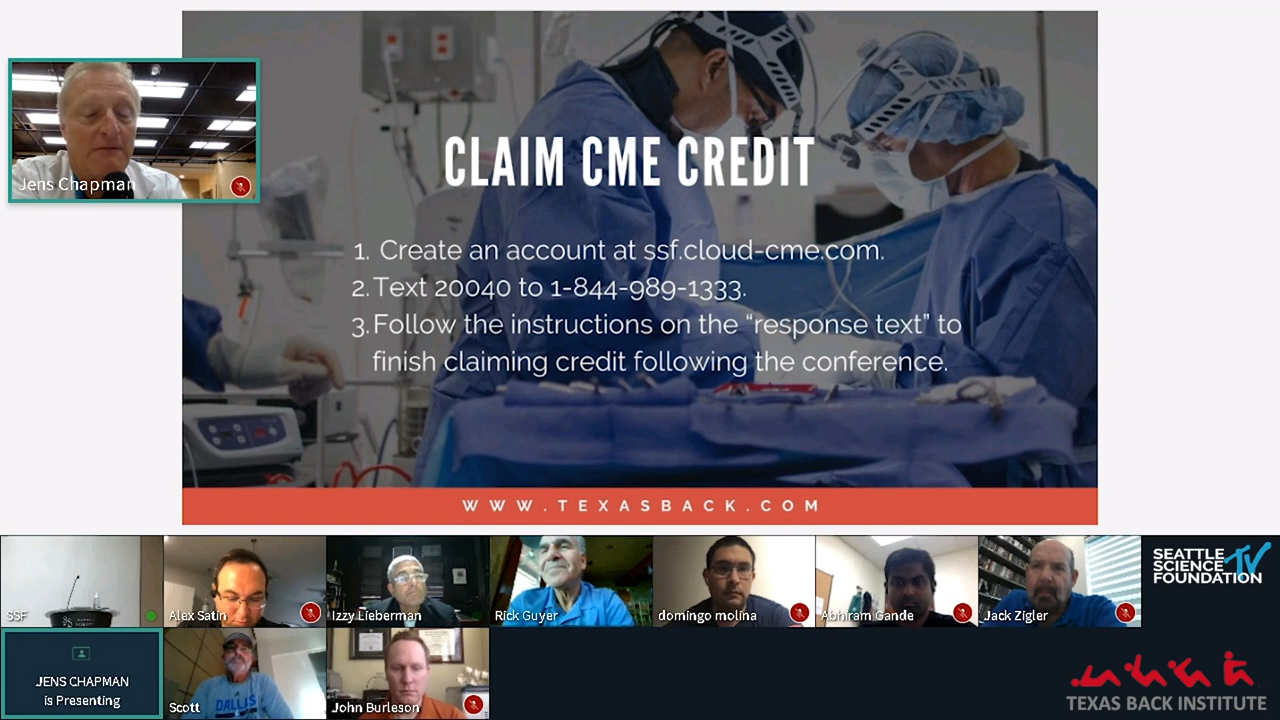 Jens Chapman
CLAIM CME CREDIT
1. Create an account at ssf.cloud-cme.com.
2. Text 20040 to 1-844-989-1333.
3. Follow the instructions on the “response text” to
finish claiming credit following the conference.
WWW.TEXASBACK.COM
SSF
Alex Satin
Izzy Lieberman
Rick Guyer
domingo molina
Abhiram Gande
Jack Zigler
SEATTLE
SCIENCE
FOUNDATION
TV
JENS CHAPMAN
is Presenting
Scott
DALLAS
John Burleson
TEXAS BACK INSTITUTE